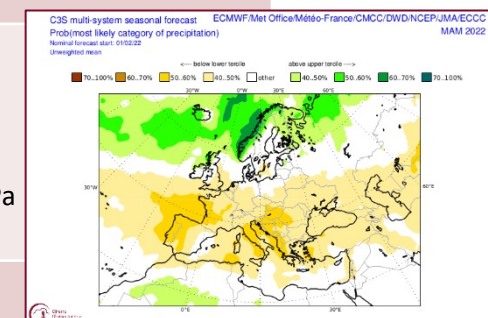 C3S multi-system seasonal forecast ECMWF/Met Office/Météo-France/CMCC/DWD/NCEP/JMA/ECCC
Prob(most likely category of precipitation) MAM 2022
Nominal forecast start: 01/02/22
Unweighted mean
<--- below lower tercile above upper tercile --->
70..100% 60..70% 50..60% 40..50% other 40..50% 50..60% 60..70% 70..100%
30°W 0°E 30°E 60°E
30°W 60°E
0°E 30°E
a